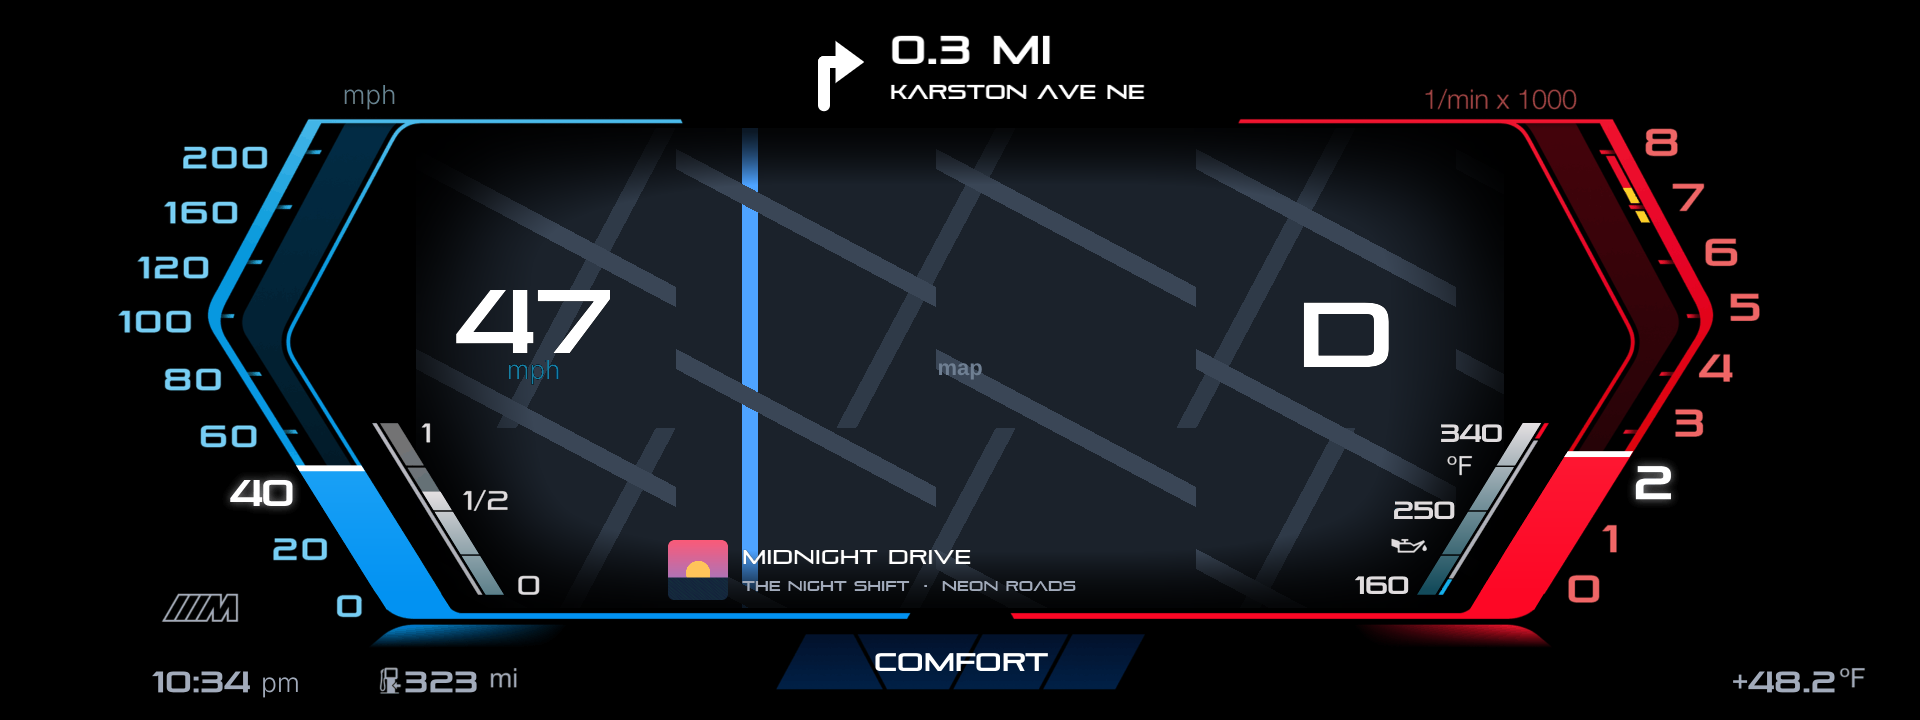 0.3 MI
KARSTON AVE NE
mph
200
160
120
100
80
60
40
20
0
1/min x 1000
8
7
6
5
4
3
2
1
0
47
mph
D
map
1
1/2
0
340
°F
250
160
MIDNIGHT DRIVE
THE NIGHT SHIFT · NEON ROADS
M
COMFORT
10:34 pm
323 mi
+48.2°F